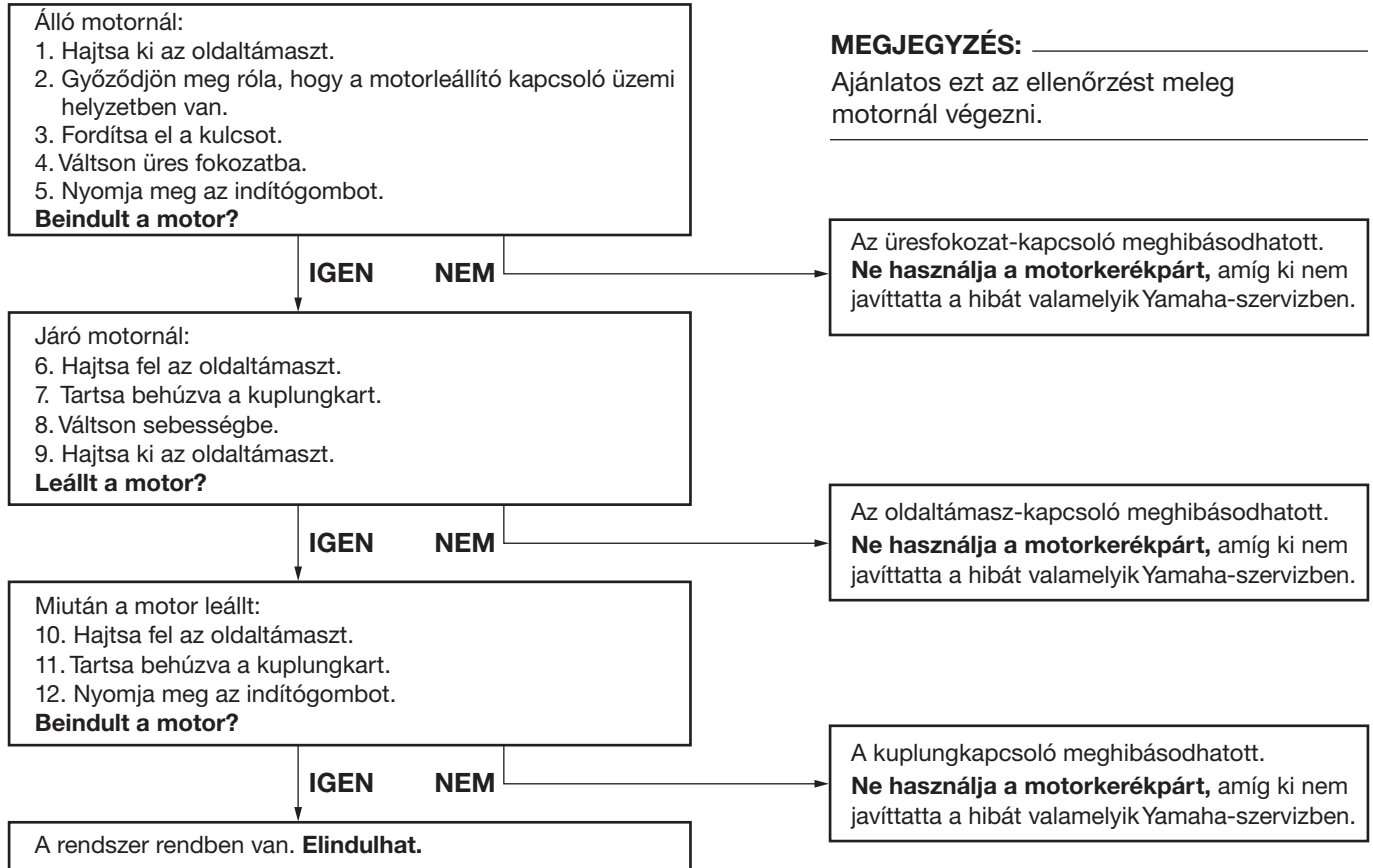 Álló motornál:
1. Hajtsa ki az oldaltámaszt.
2. Győződjön meg róla, hogy a motorleállító kapcsoló üzemi
helyzetben van.
3. Fordítsa el a kulcsot.
4. Váltson üres fokozatba.
5. Nyomja meg az indítógombot.
Beindult a motor?
MEGJEGYZÉS:
Ajánlatos ezt az ellenőrzést meleg
motornál végezni.
IGEN NEM
Az üresfokozat-kapcsoló meghibásodhatott.
Ne használja a motorkerékpárt, amíg ki nem
javíttatta a hibát valamelyik Yamaha-szervizben.
Járó motornál:
6. Hajtsa fel az oldaltámaszt.
7. Tartsa behúzva a kuplungkart.
8. Váltson sebességbe.
9. Hajtsa ki az oldaltámaszt.
Leállt a motor?
IGEN NEM
Az oldaltámasz-kapcsoló meghibásodhatott.
Ne használja a motorkerékpárt, amíg ki nem
javíttatta a hibát valamelyik Yamaha-szervizben.
Miután a motor leállt:
10. Hajtsa fel az oldaltámaszt.
11. Tartsa behúzva a kuplungkart.
12. Nyomja meg az indítógombot.
Beindult a motor?
IGEN NEM
A kuplungkapcsoló meghibásodhatott.
Ne használja a motorkerékpárt, amíg ki nem
javíttatta a hibát valamelyik Yamaha-szervizben.
A rendszer rendben van. Elindulhat.